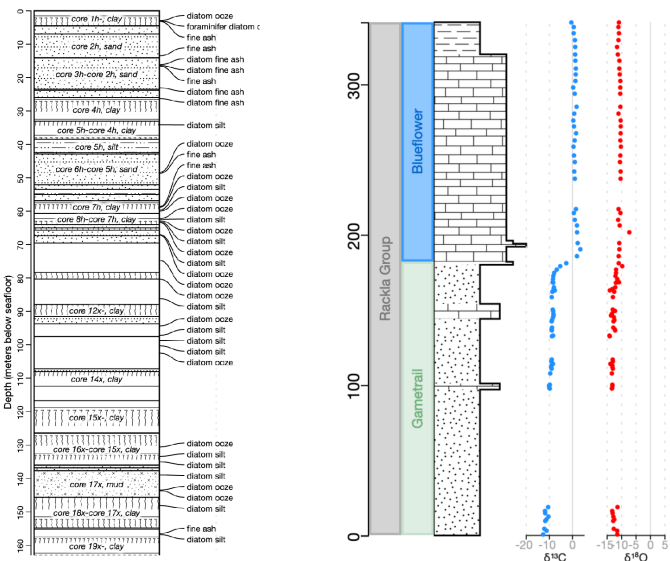 0
10
20
30
40
50
60
70
80
90
100
110
120
130
140
150
160
Depth (meters below seafloor)
core 1h-, clay
core 2h, sand
core 3h-core 2h, sand
core 4h, clay
core 5h-core 4h, clay
core 5h, silt
core 6h-core 5h, sand
core 7h, clay
core 8h-core 7h, clay
core 12x-, clay
core 14x, clay
core 15x-, clay
core 16x-core 15x, clay
core 17x, mud
core 18x-core 17x, clay
core 19x-, clay
diatom ooze
foraminifer diatom o
fine ash
diatom fine ash
diatom fine ash
diatom fine ash
diatom fine ash
diatom fine ash
diatom silt
diatom ooze
fine ash
fine ash
diatom ooze
diatom silt
diatom ooze
diatom ooze
diatom silt
diatom ooze
diatom silt
diatom ooze
diatom silt
diatom ooze
diatom ooze
diatom ooze
diatom silt
diatom ooze
diatom silt
diatom silt
diatom silt
diatom ooze
diatom ooze
diatom silt
diatom ooze
diatom silt
diatom ooze
diatom ooze
diatom silt
fine ash
diatom silt
300
200
100
0
Rackla Group
Blueflower
Gametrail
-20 -10 0
δ¹³C
-15 -10 -5 0 5
δ¹⁸O